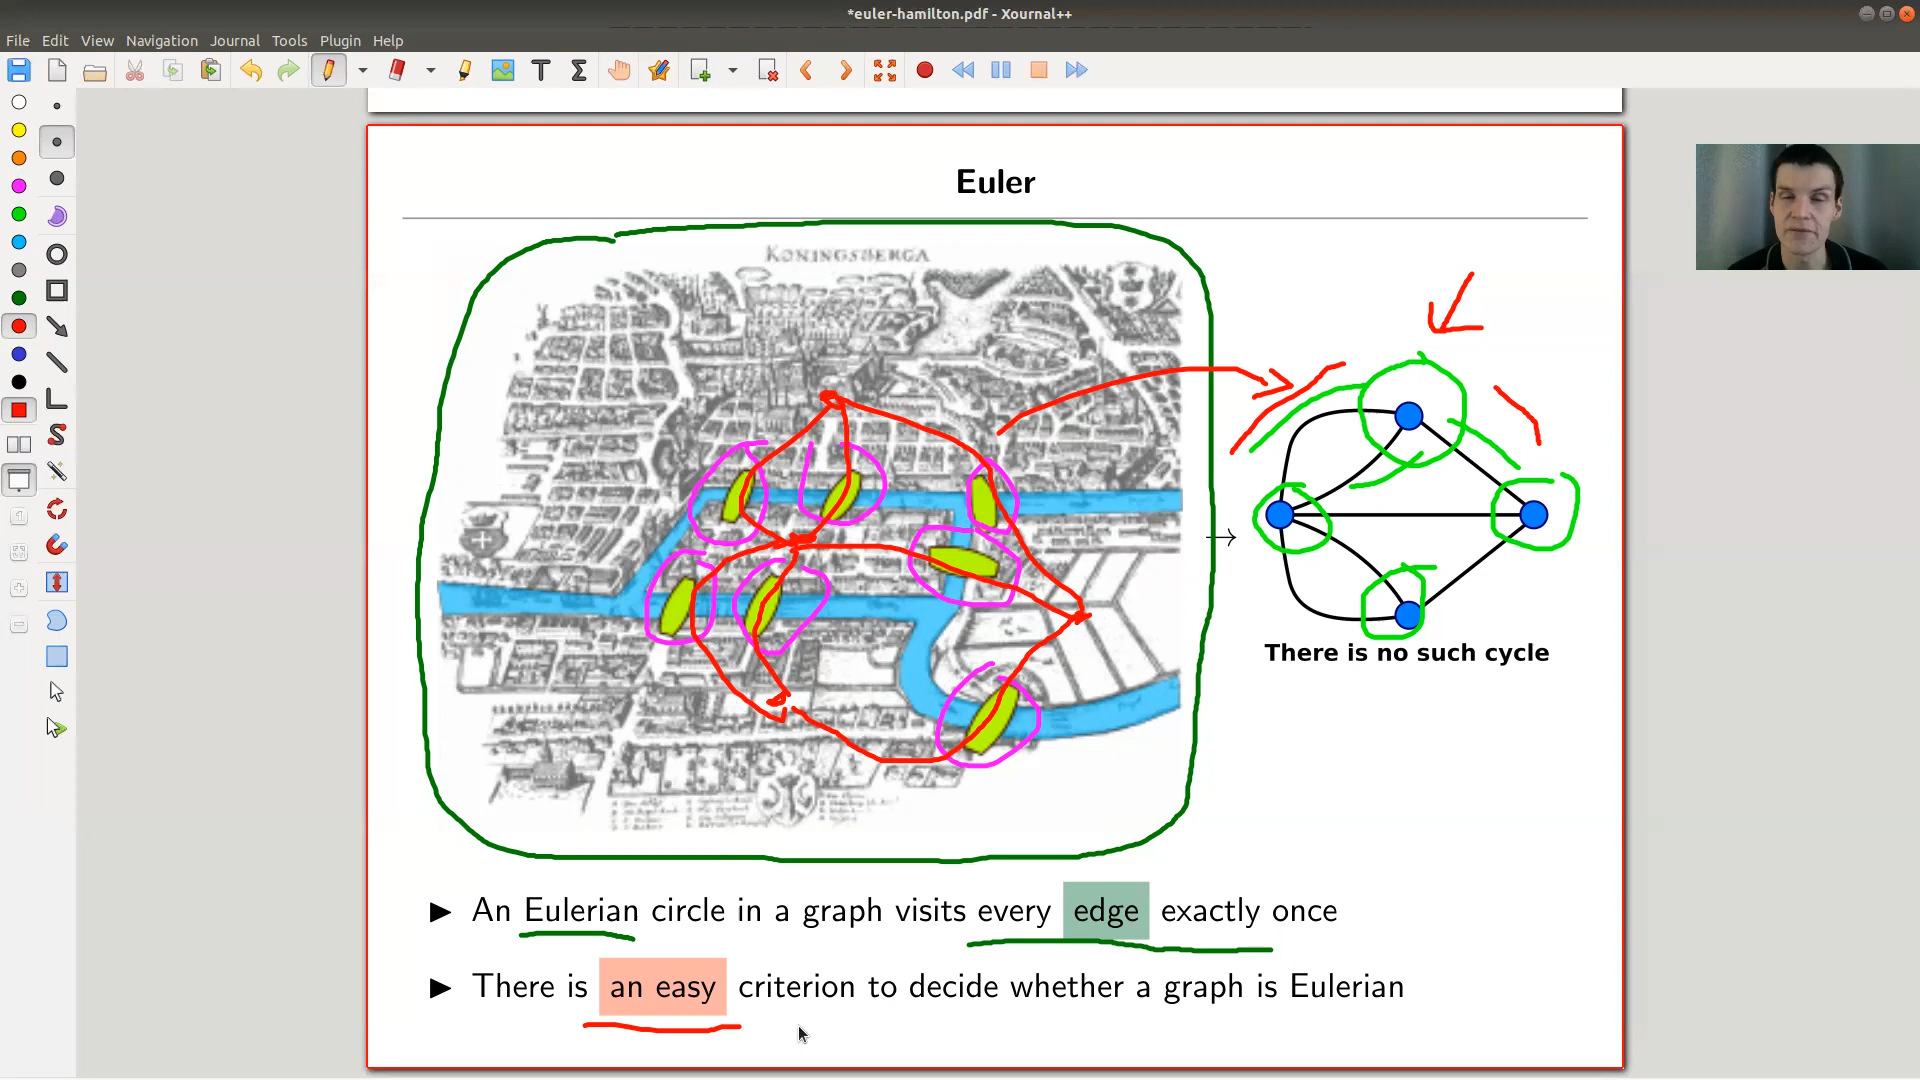 *euler-hamilton.pdf - Xournal++
File Edit View Navigation Journal Tools Plugin Help
Euler
KONINGSBERGA
There is no such cycle
▶ An Eulerian circle in a graph visits every edge exactly once
▶ There is an easy criterion to decide whether a graph is Eulerian